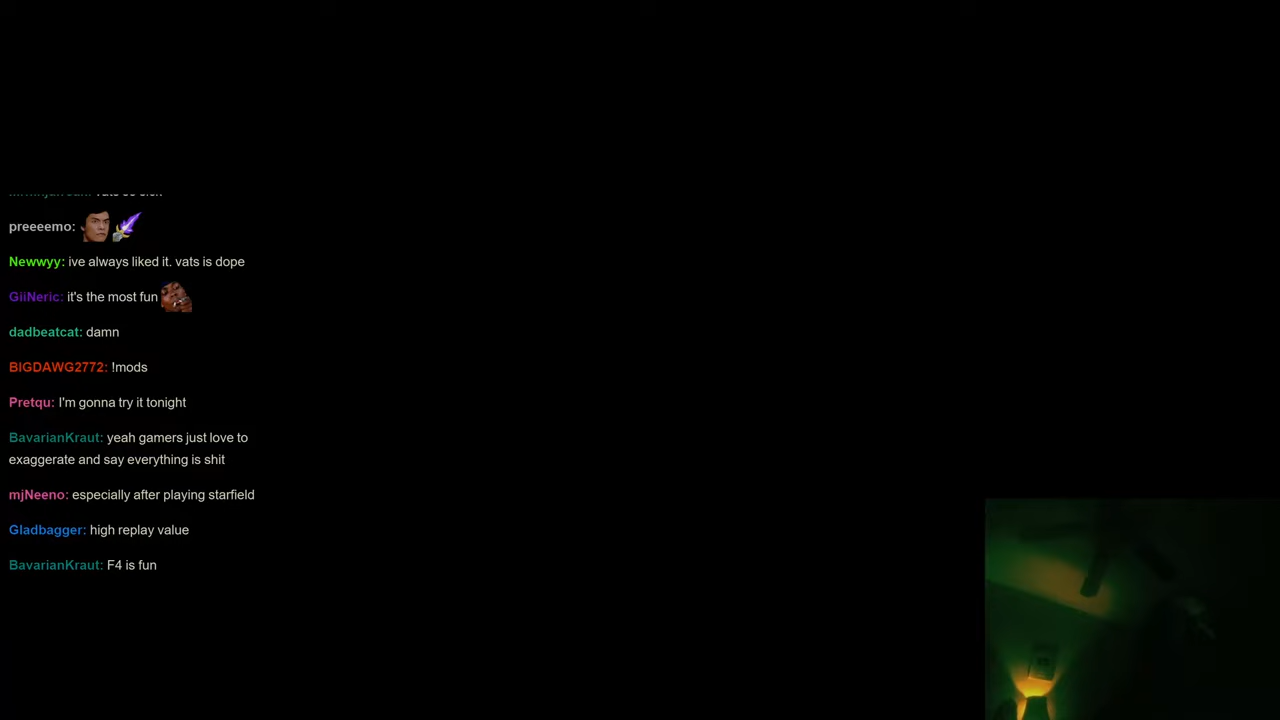 preeeemo:
Newwyy: ive always liked it. vats is dope
GiiNeric: it's the most fun
dadbeatcat: damn
BIGDAWG2772: !mods
Pretqu: I'm gonna try it tonight
BavarianKraut: yeah gamers just love to
exaggerate and say everything is shit
mjNeeno: especially after playing starfield
Gladbagger: high replay value
BavarianKraut: F4 is fun